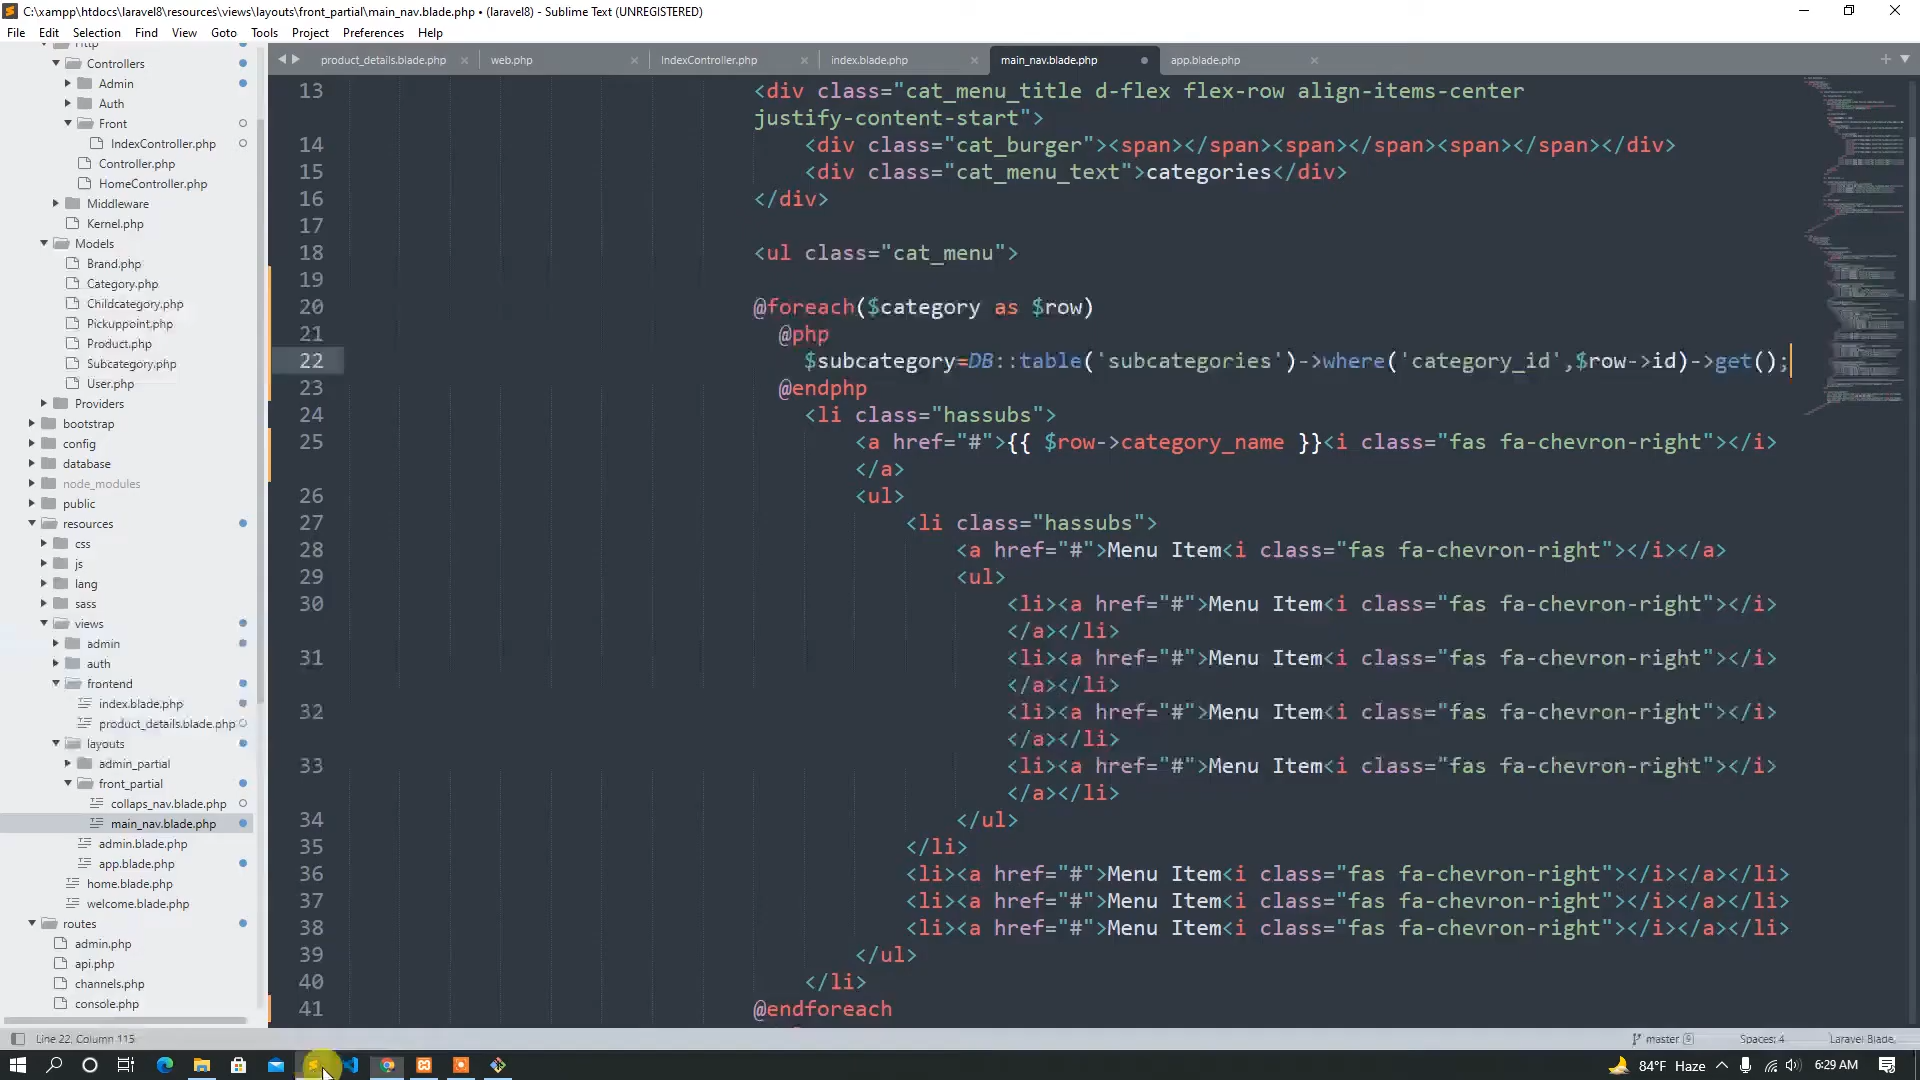 C:\xampp\htdocs\laravel8\resources\views\layouts\front_partial\main_nav.blade.php • (laravel8) - Sublime Text (UNREGISTERED)
File Edit Selection Find View Goto Tools Project Preferences Help
product_details.blade.php web.php IndexController.php index.blade.php main_nav.blade.php app.blade.php
Http
Controllers
Admin
Auth
Front
IndexController.php
Controller.php
HomeController.php
Middleware
Kernel.php
Models
Brand.php
Category.php
Childcategory.php
Pickuppoint.php
Product.php
Subcategory.php
User.php
Providers
bootstrap
config
database
node_modules
public
resources
css
js
lang
sass
views
admin
auth
frontend
index.blade.php
product_details.blade.php
layouts
admin_partial
front_partial
collaps_nav.blade.php
main_nav.blade.php
admin.blade.php
app.blade.php
home.blade.php
welcome.blade.php
routes
admin.php
api.php
channels.php
console.php
13 <div class="cat_menu_title d-flex flex-row align-items-center
justify-content-start">
14 <div class="cat_burger"><span></span><span></span><span></span></div>
15 <div class="cat_menu_text">categories</div>
16 </div>
17
18 <ul class="cat_menu">
19
20 @foreach($category as $row)
21 @php
22 $subcategory=DB::table('subcategories')->where('category_id',$row->id)->get();
23 @endphp
24 <li class="hassubs">
25 <a href="#">{{ $row->category_name }}<i class="fas fa-chevron-right"></i>
</a>
26 <ul>
27 <li class="hassubs">
28 <a href="#">Menu Item<i class="fas fa-chevron-right"></i></a>
29 <ul>
30 <li><a href="#">Menu Item<i class="fas fa-chevron-right"></i>
</a></li>
31 <li><a href="#">Menu Item<i class="fas fa-chevron-right"></i>
</a></li>
32 <li><a href="#">Menu Item<i class="fas fa-chevron-right"></i>
</a></li>
33 <li><a href="#">Menu Item<i class="fas fa-chevron-right"></i>
</a></li>
34 </ul>
35 </li>
36 <li><a href="#">Menu Item<i class="fas fa-chevron-right"></i></a></li>
37 <li><a href="#">Menu Item<i class="fas fa-chevron-right"></i></a></li>
38 <li><a href="#">Menu Item<i class="fas fa-chevron-right"></i></a></li>
39 </ul>
40 </li>
41 @endforeach
Line 22, Column 115 master 9 Spaces: 4 Laravel Blade
84°F Haze 6:29 AM